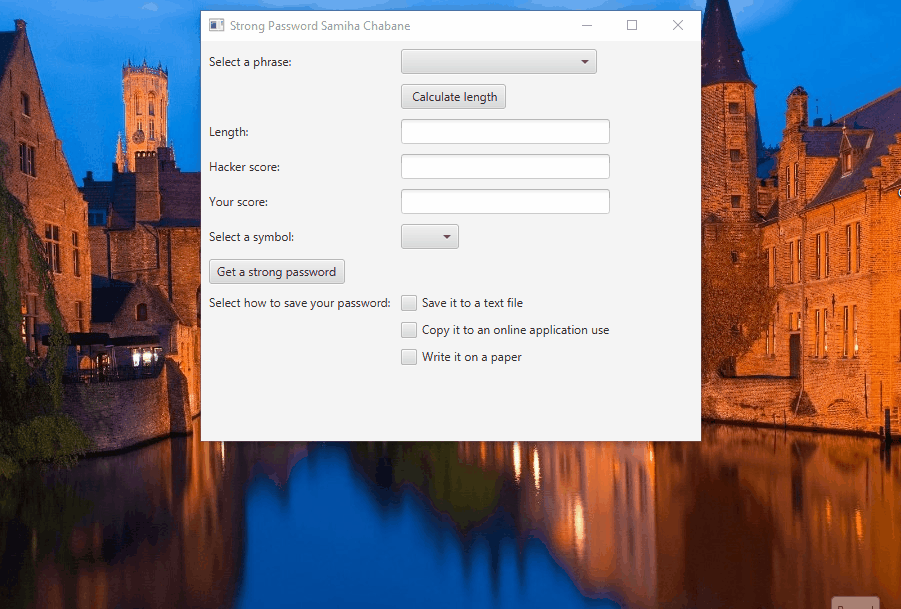 Strong Password Samiha Chabane
Select a phrase:
Calculate length
Length:
Hacker score:
Your score:
Select a symbol:
Get a strong password
Select how to save your password:
Save it to a text file
Copy it to an online application use
Write it on a paper